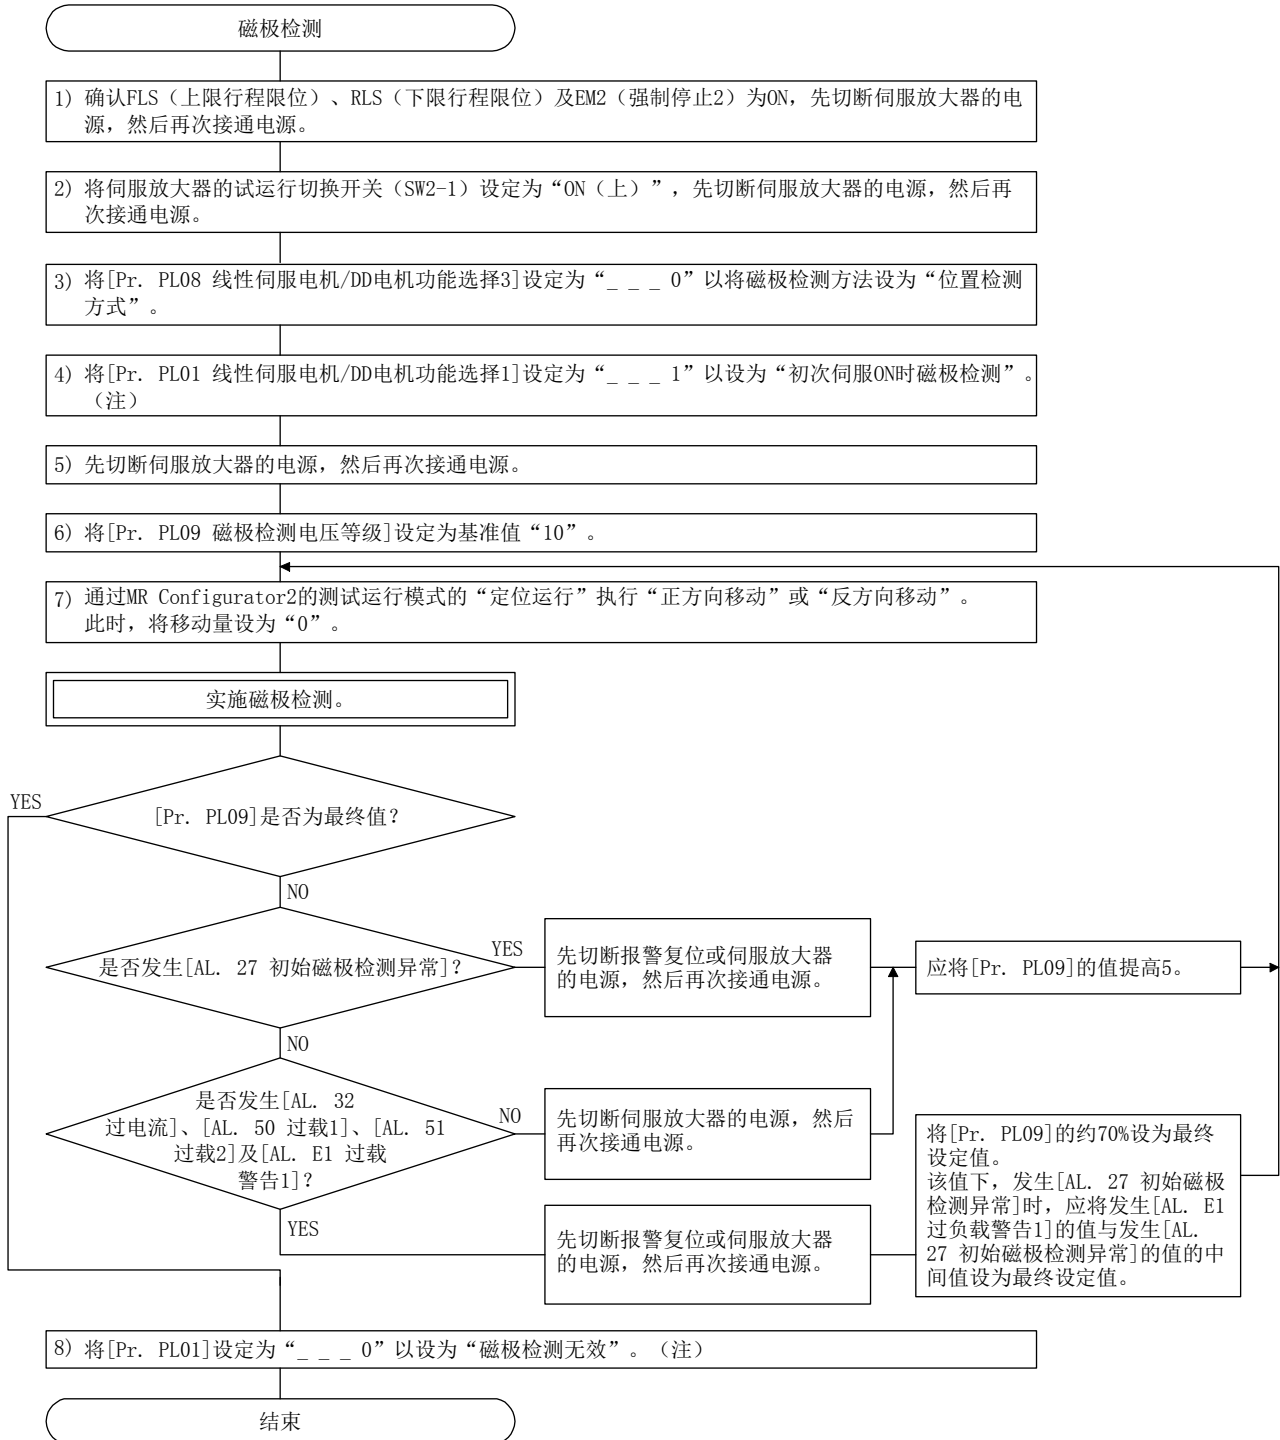 磁极检测
1) 确认FLS（上限行程限位）、RLS（下限行程限位）及EM2（强制停止2）为ON，先切断伺服放大器的电
源，然后再次接通电源。
2) 将伺服放大器的试运行切换开关（SW2-1）设定为“ON（上）”，先切断伺服放大器的电源，然后再
次接通电源。
3) 将[Pr. PL08 线性伺服电机/DD电机功能选择3]设定为“_ _ _ 0”以将磁极检测方法设为“位置检测
方式”。
4) 将[Pr. PL01 线性伺服电机/DD电机功能选择1]设定为“_ _ _ 1”以设为“初次伺服ON时磁极检测”。
（注）
5) 先切断伺服放大器的电源，然后再次接通电源。
6) 将[Pr. PL09 磁极检测电压等级]设定为基准值“10”。
7) 通过MR Configurator2的测试运行模式的“定位运行”执行“正方向移动”或“反方向移动”。
此时，将移动量设为“0”。
实施磁极检测。
YES
[Pr. PL09]是否为最终值？
NO
是否发生[AL. 27 初始磁极检测异常]？
YES
先切断报警复位或伺服放大器
的电源，然后再次接通电源。
应将[Pr. PL09]的值提高5。
NO
是否发生[AL. 32
过电流]、[AL. 50 过载1]、[AL. 51
过载2]及[AL. E1 过载
警告1]？
NO
先切断伺服放大器的电源，然后
再次接通电源。
YES
先切断报警复位或伺服放大器
的电源，然后再次接通电源。
将[Pr. PL09]的约70%设为最终
设定值。
该值下，发生[AL. 27 初始磁极
检测异常]时，应将发生[AL. E1
过负载警告1]的值与发生[AL.
27 初始磁极检测异常]的值的中
间值设为最终设定值。
8) 将[Pr. PL01]设定为“_ _ _ 0”以设为“磁极检测无效”。（注）
结束